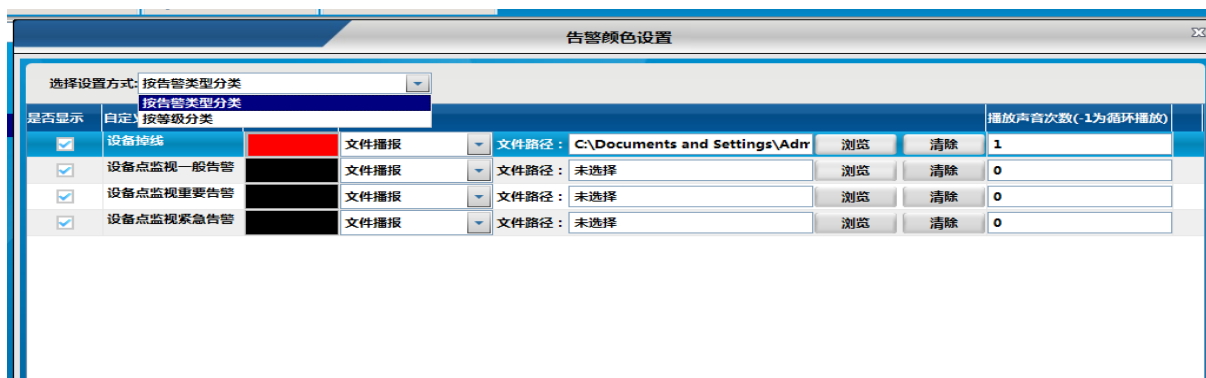 告警颜色设置
选择设置方式: 按告警类型分类
按告警类型分类
按等级分类
是否显示 自定义 播放声音次数(-1为循环播放)
设备掉线 文件播报 文件路径： C:\Documents and Settings\Adm 浏览 清除 1
设备点监视一般告警 文件播报 文件路径： 未选择 浏览 清除 0
设备点监视重要告警 文件播报 文件路径： 未选择 浏览 清除 0
设备点监视紧急告警 文件播报 文件路径： 未选择 浏览 清除 0